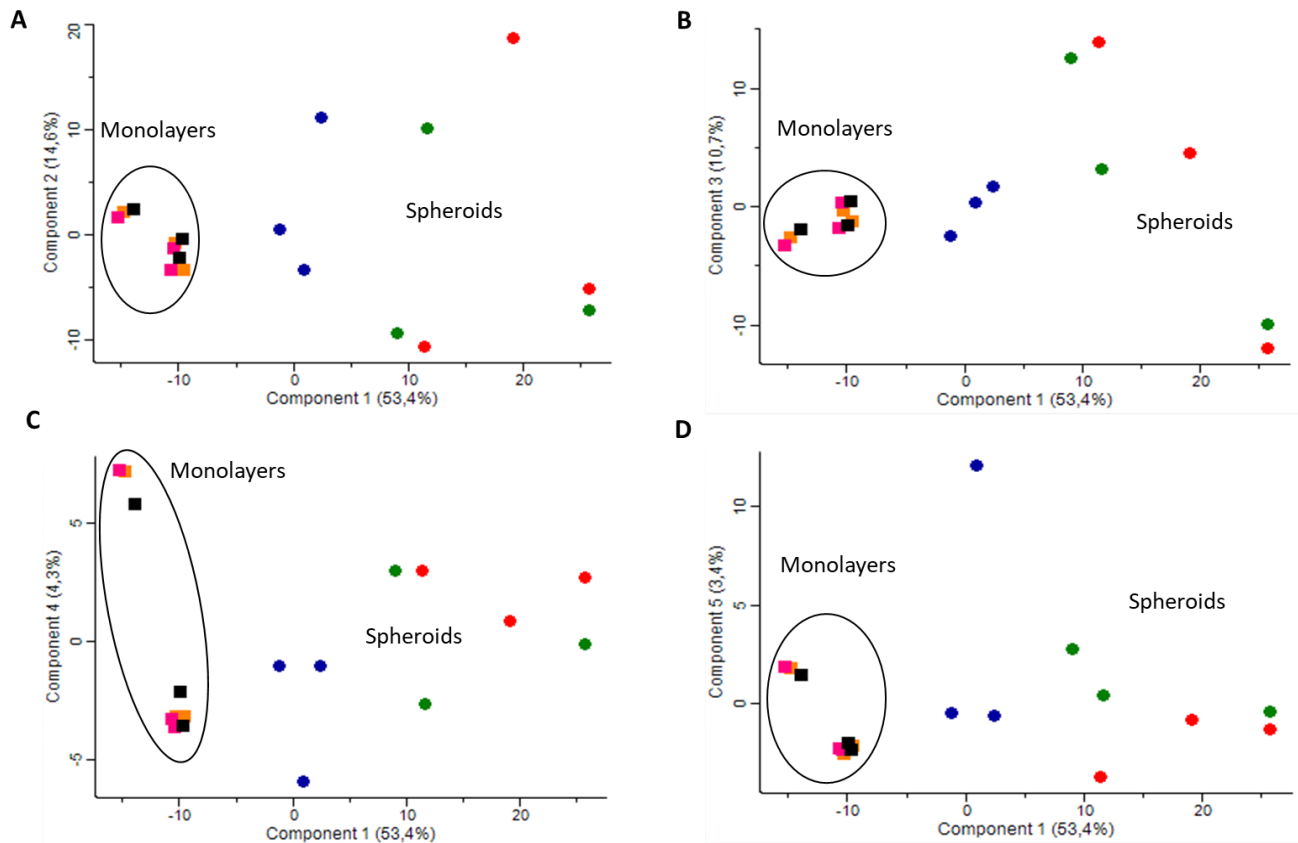 A
Component 2 (14,6%)
20
10
0
-10
Monolayers
Spheroids
-10
0
10
20
Component 1 (53,4%)
B
Component 3 (10,7%)
10
0
-10
Monolayers
Spheroids
-10
0
10
20
Component 1 (53,4%)
C
Component 4 (4,3%)
5
0
-5
Monolayers
Spheroids
-10
0
10
20
Component 1 (53,4%)
D
Component 5 (3,4%)
10
5
0
Monolayers
Spheroids
-10
0
10
20
Component 1 (53,4%)